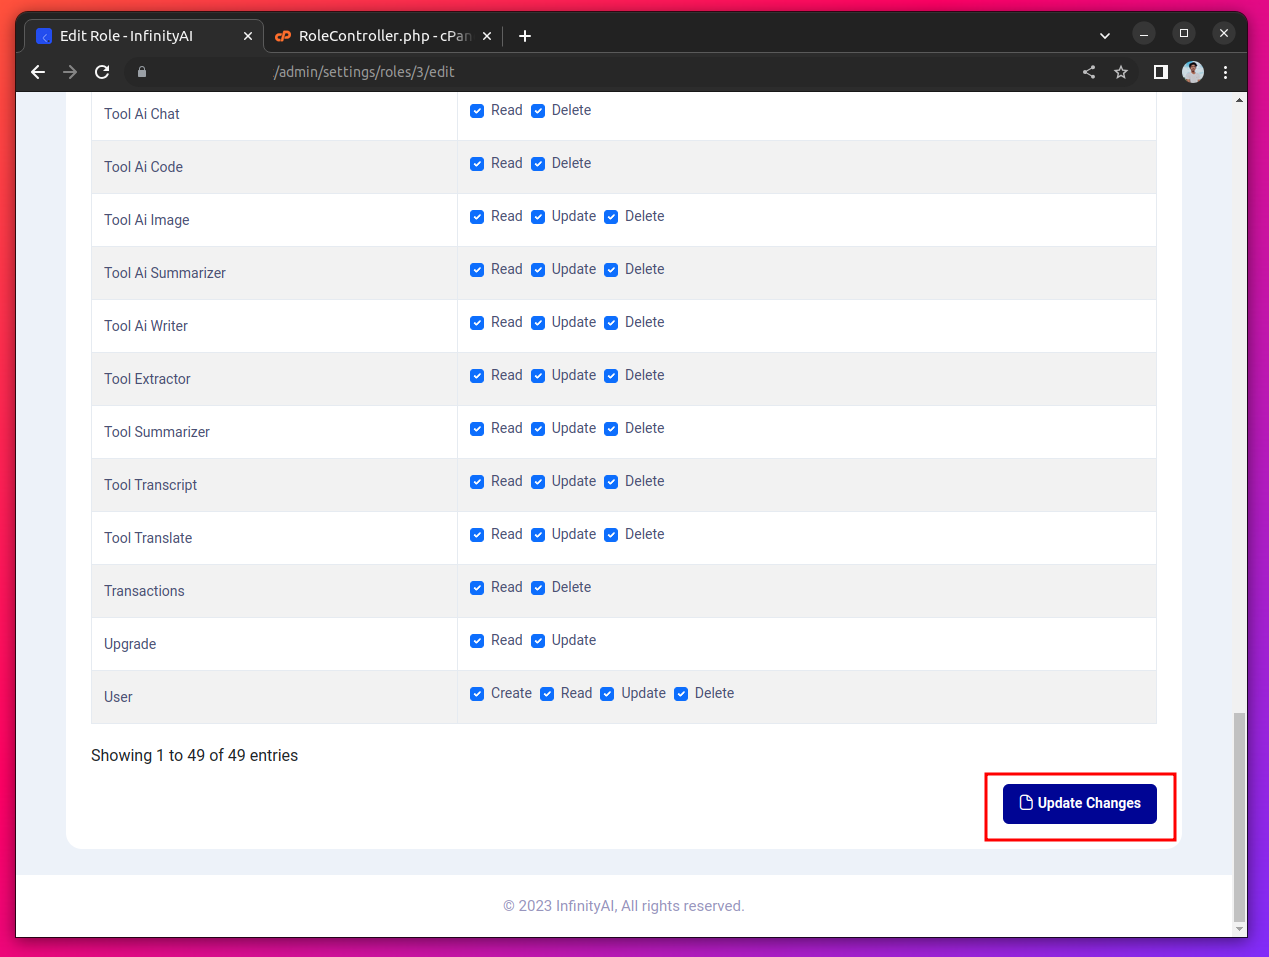 Edit Role - InfinityAI
RoleController.php - cPan
/admin/settings/roles/3/edit
Tool Ai Chat Read Delete
Tool Ai Code Read Delete
Tool Ai Image Read Update Delete
Tool Ai Summarizer Read Update Delete
Tool Ai Writer Read Update Delete
Tool Extractor Read Update Delete
Tool Summarizer Read Update Delete
Tool Transcript Read Update Delete
Tool Translate Read Update Delete
Transactions Read Delete
Upgrade Read Update
User Create Read Update Delete
Showing 1 to 49 of 49 entries
Update Changes
© 2023 InfinityAI, All rights reserved.